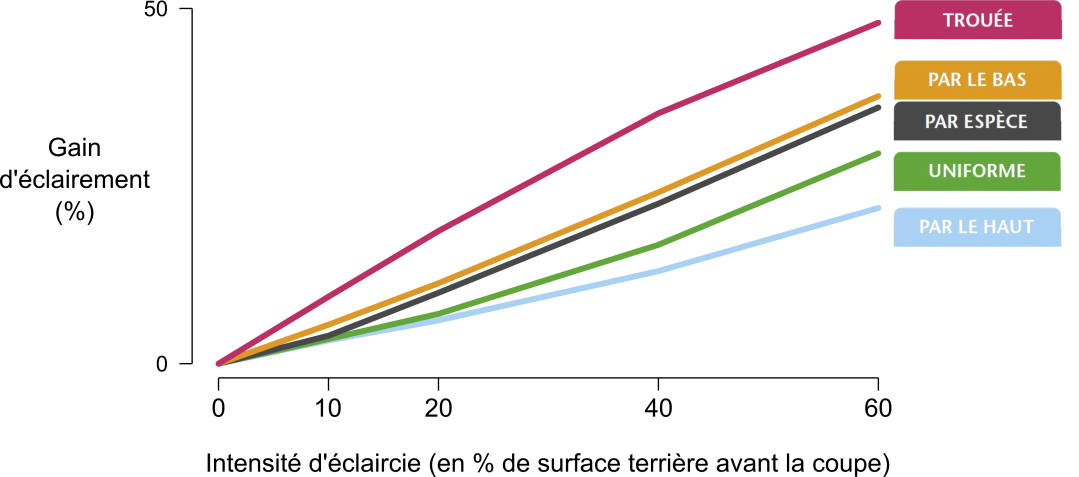 50
Gain
d'éclairement
(%)
0
TROUÉE
PAR LE BAS
PAR ESPÈCE
UNIFORME
PAR LE HAUT
0 10 20 40 60
Intensité d'éclaircie (en % de surface terrière avant la coupe)